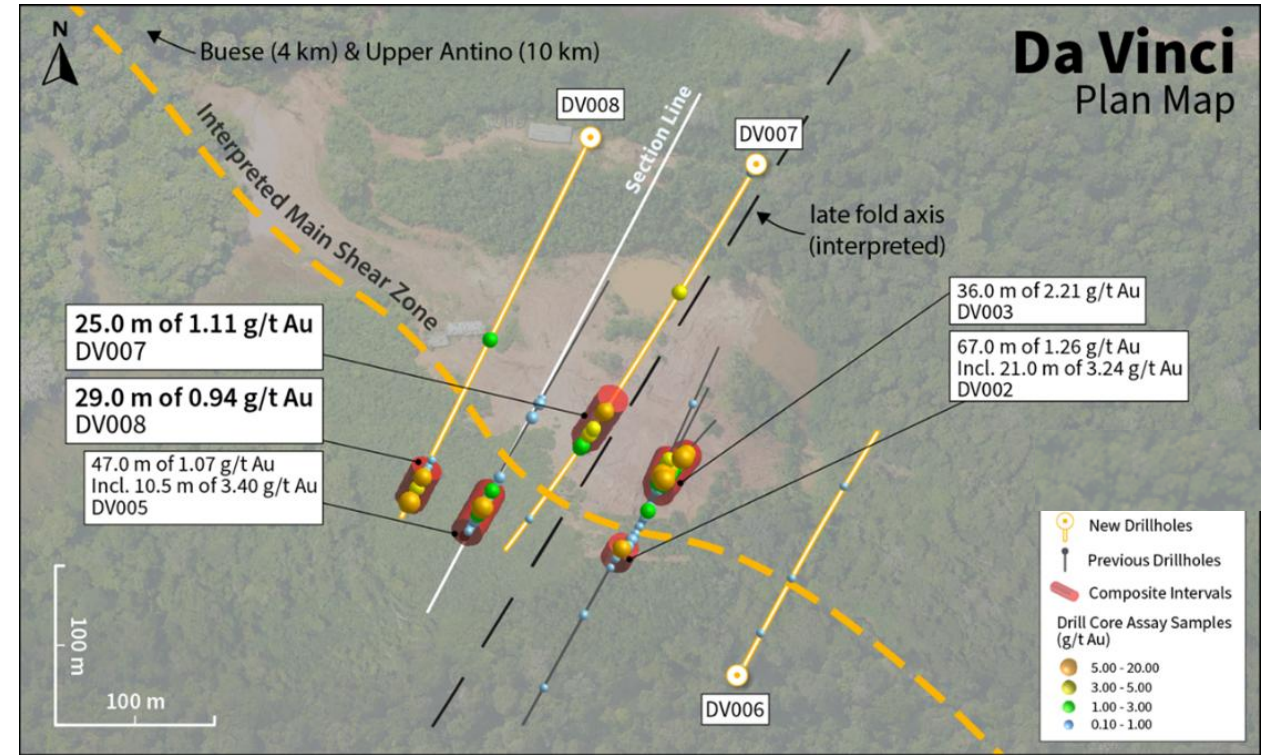 N
Buese (4 km) & Upper Antino (10 km)
Da Vinci
Plan Map
DV008
Section Line
DV007
Interpreted Main Shear Zone
late fold axis
(interpreted)
36.0 m of 2.21 g/t Au
DV003
67.0 m of 1.26 g/t Au
Incl. 21.0 m of 3.24 g/t Au
DV002
25.0 m of 1.11 g/t Au
DV007
29.0 m of 0.94 g/t Au
DV008
47.0 m of 1.07 g/t Au
Incl. 10.5 m of 3.40 g/t Au
DV005
100 m
100 m
DV006
New Drillholes
Previous Drillholes
Composite Intervals
Drill Core Assay Samples
(g/t Au)
5.00 - 20.00
3.00 - 5.00
1.00 - 3.00
0.10 - 1.00